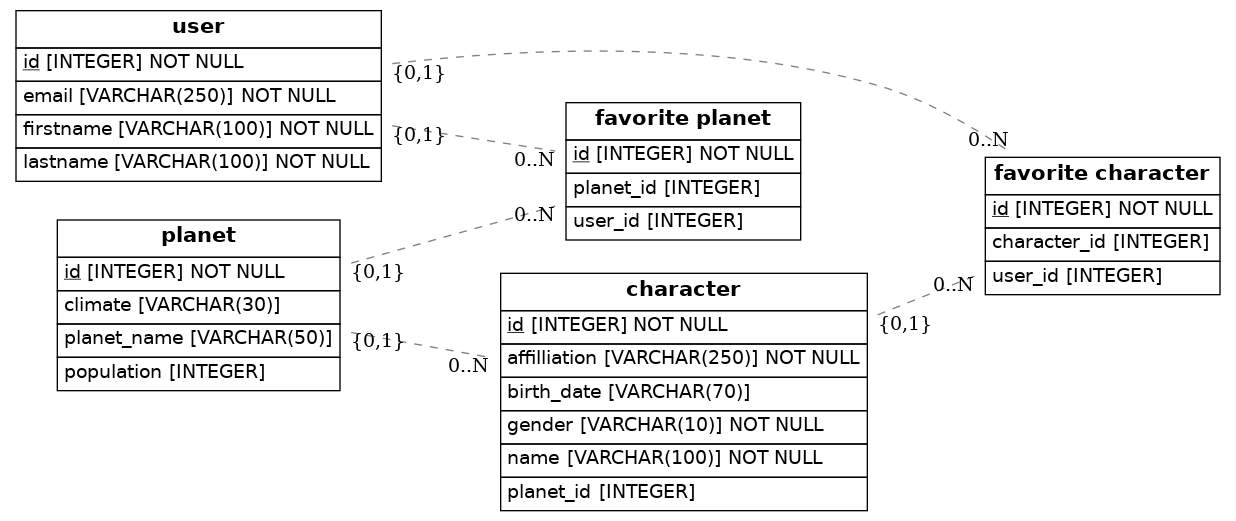 user
id [INTEGER] NOT NULL
email [VARCHAR(250)] NOT NULL
firstname [VARCHAR(100)] NOT NULL
lastname [VARCHAR(100)] NOT NULL
{0,1}
{0,1}
favorite planet
id [INTEGER] NOT NULL
planet_id [INTEGER]
user_id [INTEGER]
0..N
0..N
0..N
favorite character
id [INTEGER] NOT NULL
character_id [INTEGER]
user_id [INTEGER]
0..N
planet
id [INTEGER] NOT NULL
climate [VARCHAR(30)]
planet_name [VARCHAR(50)]
population [INTEGER]
{0,1}
{0,1}
0..N
character
id [INTEGER] NOT NULL
affilliation [VARCHAR(250)] NOT NULL
birth_date [VARCHAR(70)]
gender [VARCHAR(10)] NOT NULL
name [VARCHAR(100)] NOT NULL
planet_id [INTEGER]
{0,1}